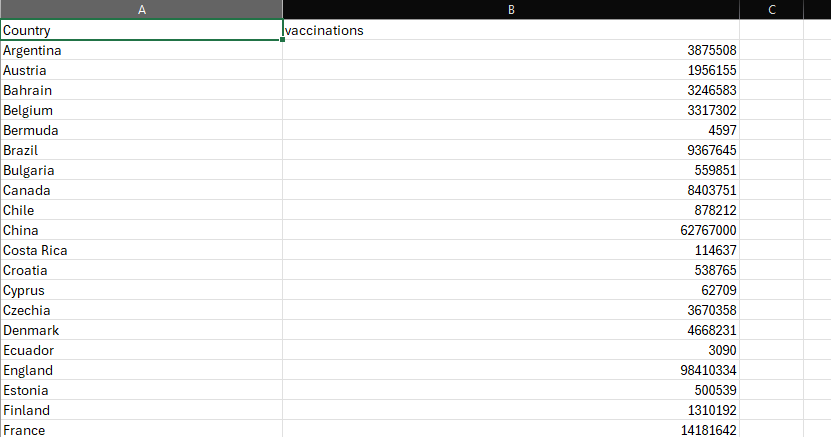 A B C
Country vaccinations
Argentina 3875508
Austria 1956155
Bahrain 3246583
Belgium 3317302
Bermuda 4597
Brazil 9367645
Bulgaria 559851
Canada 8403751
Chile 878212
China 62767000
Costa Rica 114637
Croatia 538765
Cyprus 62709
Czechia 3670358
Denmark 4668231
Ecuador 3090
England 98410334
Estonia 500539
Finland 1310192
France 14181642